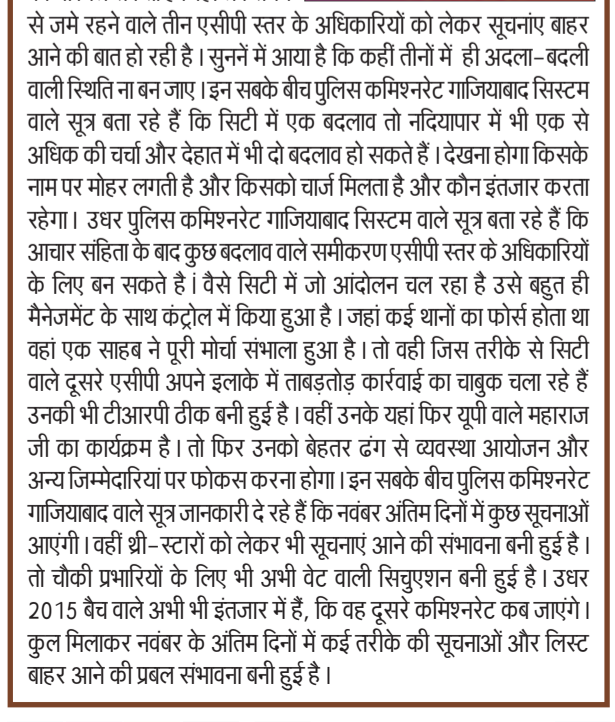 से जमे रहने वाले तीन एसीपी स्तर के अधिकारियों को लेकर सूचनांए बाहर
आने की बात हो रही है । सुननें में आया है कि कहीं तीनों में ही अदला-बदली
वाली स्थिति ना बन जाए । इन सबके बीच पुलिस कमिश्नरेट गाजियाबाद सिस्टम
वाले सूत्र बता रहे हैं कि सिटी में एक बदलाव तो नदियापार में भी एक से
अधिक की चर्चा और देहात में भी दो बदलाव हो सकते हैं । देखना होगा किसके
नाम पर मोहर लगती है और किसको चार्ज मिलता है और कौन इंतजार करता
रहेगा । उधर पुलिस कमिश्नरेट गाजियाबाद सिस्टम वाले सूत्र बता रहे हैं कि
आचार संहिता के बाद कुछ बदलाव वाले समीकरण एसीपी स्तर के अधिकारियों
के लिए बन सकते है । वैसे सिटी में जो आंदोलन चल रहा है उसे बहुत ही
मैनेजमेंट के साथ कंट्रोल में किया हुआ है । जहां कई थानों का फोर्स होता था
वहां एक साहब ने पूरी मोर्चा संभाला हुआ है । तो वही जिस तरीके से सिटी
वाले दूसरे एसीपी अपने इलाके में ताबड़तोड़ कार्रवाई का चाबुक चला रहे हैं
उनकी भी टीआरपी ठीक बनी हुई है । वहीं उनके यहां फिर यूपी वाले महाराज
जी का कार्यक्रम है । तो फिर उनको बेहतर ढंग से व्यवस्था आयोजन और
अन्य जिम्मेदारियां पर फोकस करना होगा । इन सबके बीच पुलिस कमिश्नरेट
गाजियाबाद वाले सूत्र जानकारी दे रहे हैं कि नवंबर अंतिम दिनों में कुछ सूचनाओं
आएंगी । वहीं थ्री-स्टारों को लेकर भी सूचनाएं आने की संभावना बनी हुई है ।
तो चौकी प्रभारियों के लिए भी अभी वेट वाली सिचुएशन बनी हुई है । उधर
2015 बैच वाले अभी भी इंतजार में हैं, कि वह दूसरे कमिश्नरेट कब जाएंगे ।
कुल मिलाकर नवंबर के अंतिम दिनों में कई तरीके की सूचनाओं और लिस्ट
बाहर आने की प्रबल संभावना बनी हुई है ।